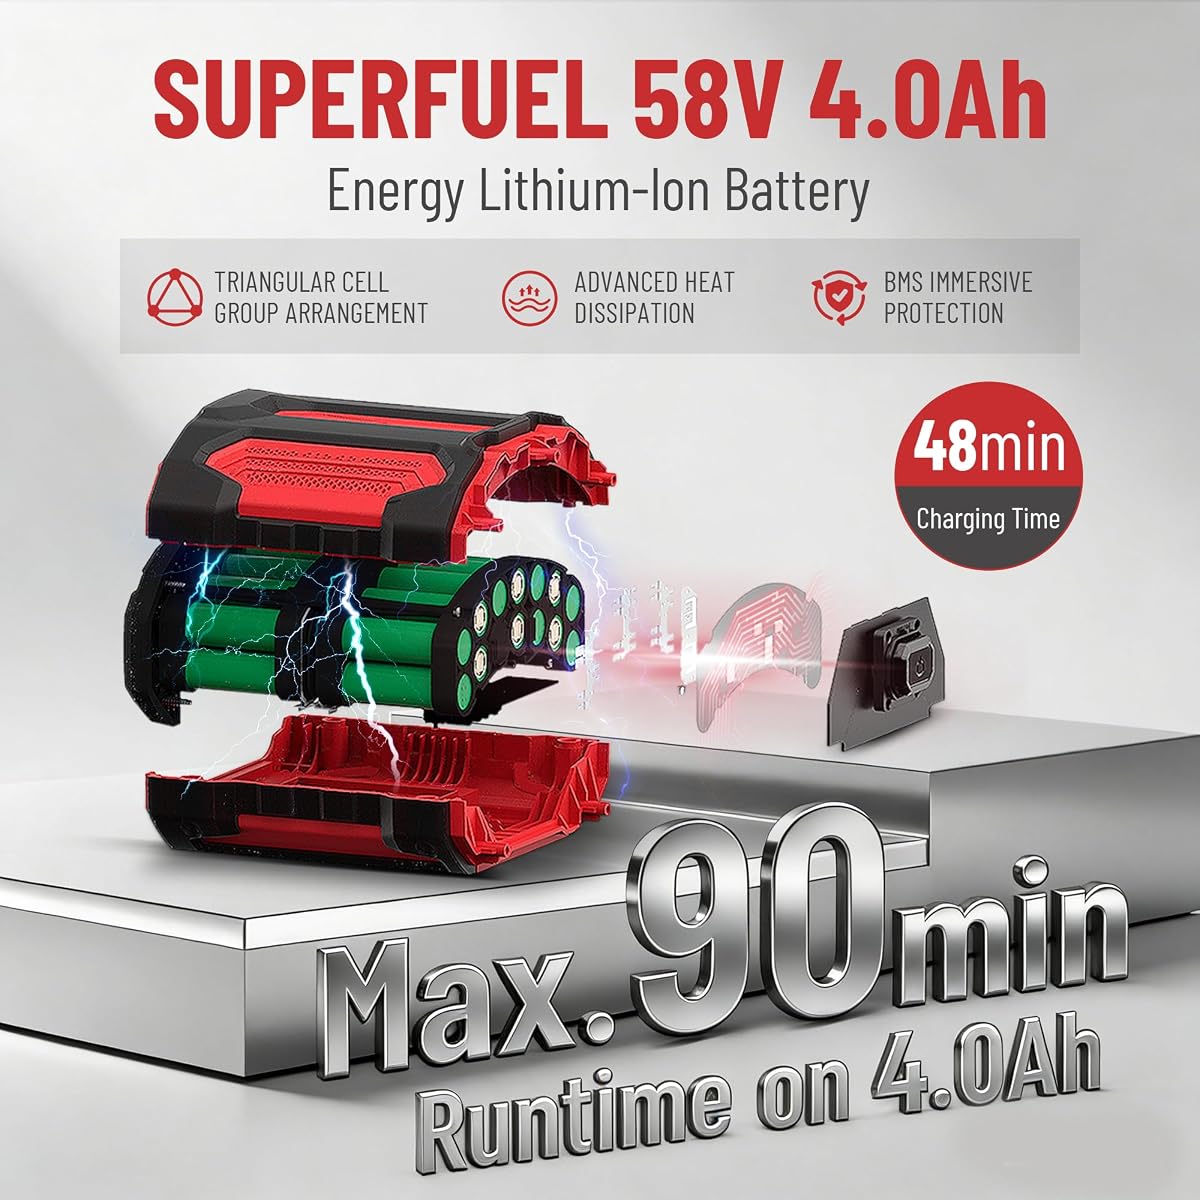 SUPERFUEL 58V 4.0Ah
Energy Lithium-Ion Battery
TRIANGULAR CELL
GROUP ARRANGEMENT
ADVANCED HEAT
DISSIPATION
BMS IMMERSIVE
PROTECTION
48min
Charging Time
Max.90min
Runtime on 4.0Ah